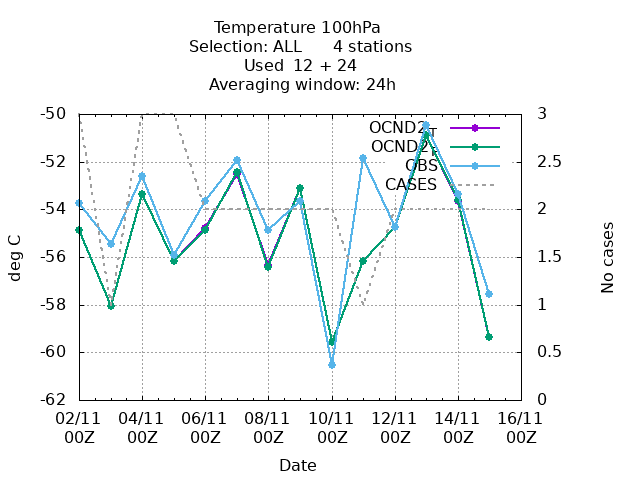 Temperature 100hPa
Selection: ALL 4 stations
Used 12 + 24
Averaging window: 24h
-50
-52
-54
-56
-58
-60
-62
3
2.5
2
1.5
1
0.5
0
OBS
CASES
deg C
No cases
02/11 04/11 06/11 08/11 10/11 12/11 14/11 16/11
00Z 00Z 00Z 00Z 00Z 00Z 00Z 00Z
Date